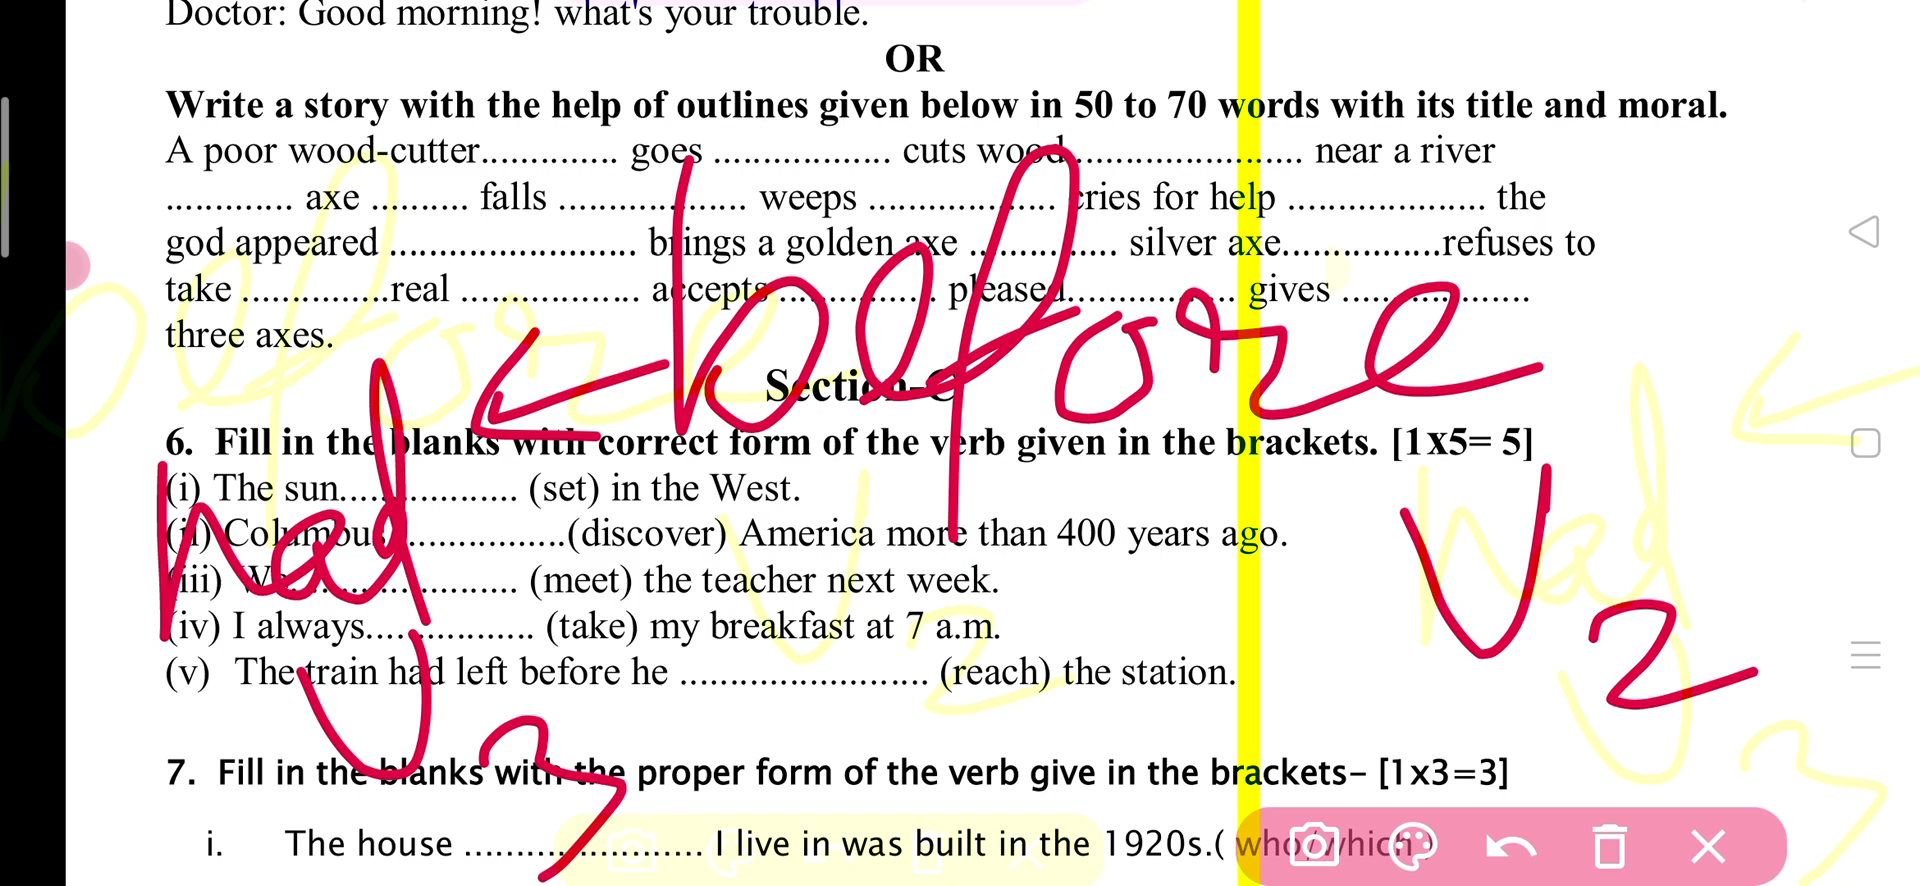 Doctor: Good morning! what's your trouble.
OR
Write a story with the help of outlines given below in 50 to 70 words with its title and moral.
A poor wood-cutter............. goes .................. cuts wood....................... near a river
............. axe .......... falls ................... weeps ................... cries for help .................... the
god appeared ......................... brings a golden axe ............... silver axe................refuses to
take ...............real .................. accepts................ pleased................. gives ...................
three axes.
before
Section-C
6. Fill in the blanks with correct form of the verb given in the brackets. [1x5= 5]
(i) The sun.................. (set) in the West.
(ii) Columbus................(discover) America more than 400 years ago.
(iii) We....................... (meet) the teacher next week.
(iv) I always................. (take) my breakfast at 7 a.m.
(v) The train had left before he ......................... (reach) the station.
had
V2
V3
7. Fill in the blanks with the proper form of the verb give in the brackets– [1x3=3]
i. The house ........................ I live in was built in the 1920s.( who/which )